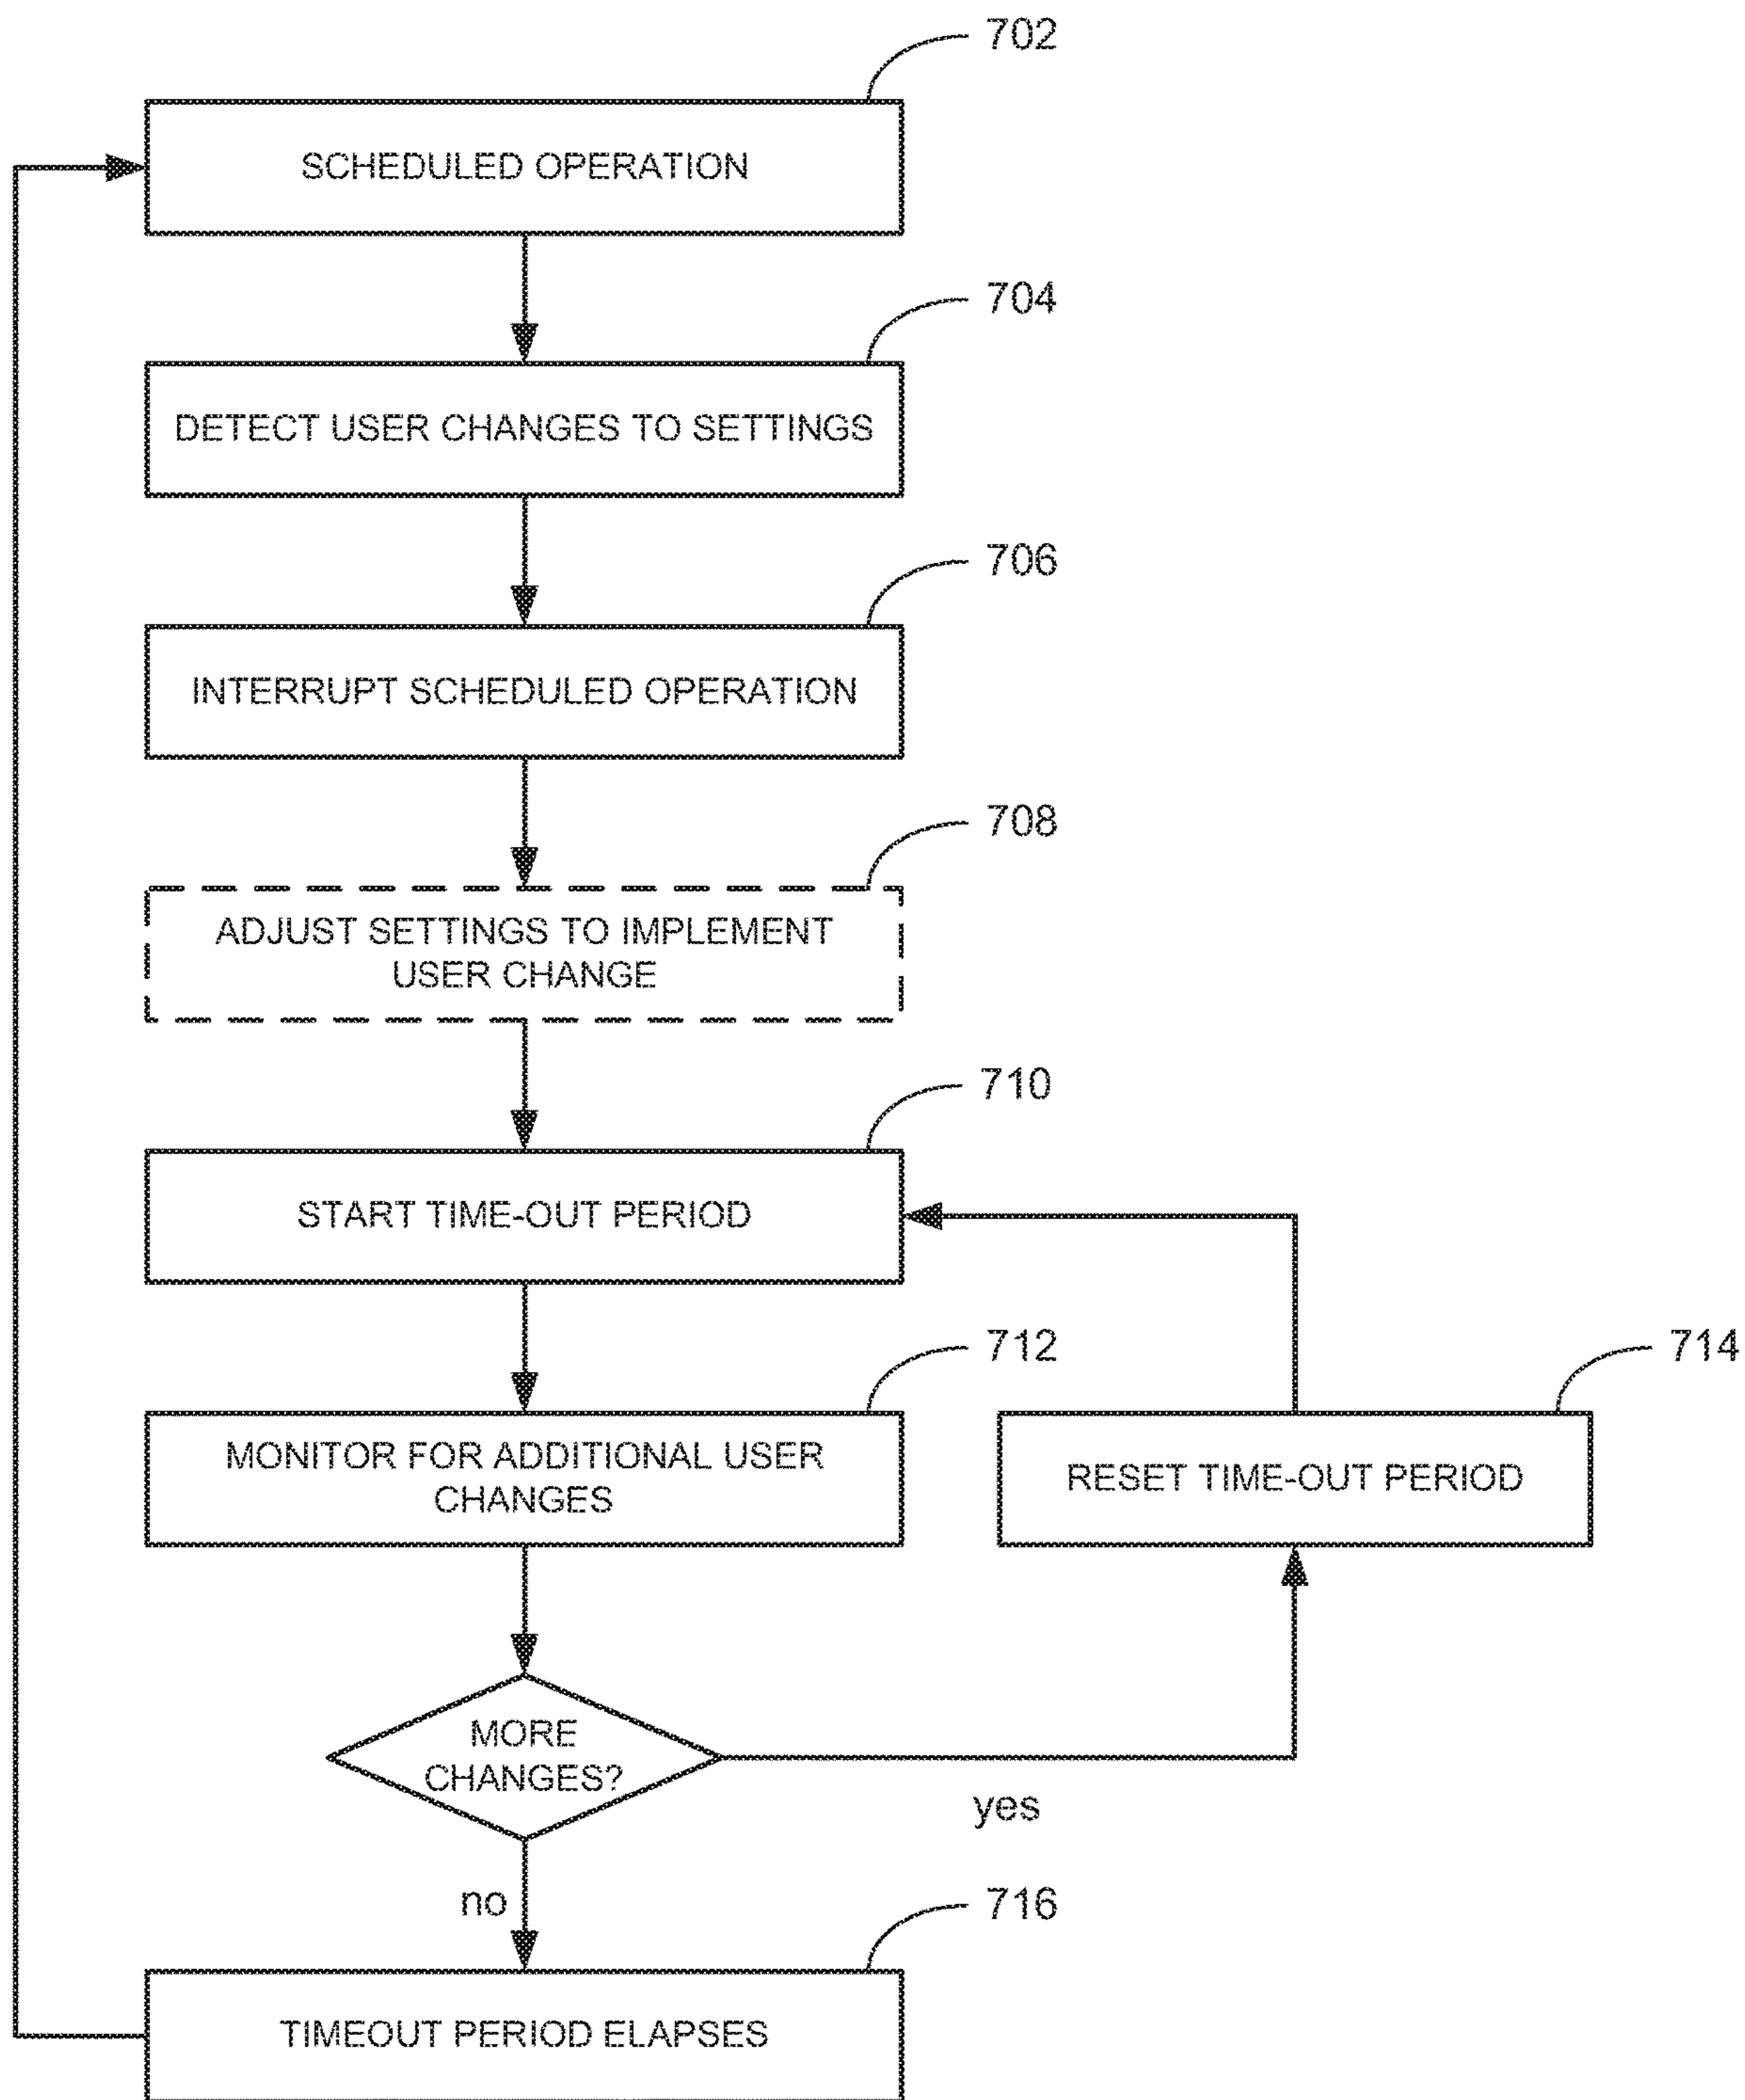 702
SCHEDULED OPERATION
704
DETECT USER CHANGES TO SETTINGS
706
INTERRUPT SCHEDULED OPERATION
708
ADJUST SETTINGS TO IMPLEMENT
USER CHANGE
710
START TIME-OUT PERIOD
712
MONITOR FOR ADDITIONAL USER
CHANGES
714
RESET TIME-OUT PERIOD
MORE
CHANGES?
yes
no
716
TIMEOUT PERIOD ELAPSES